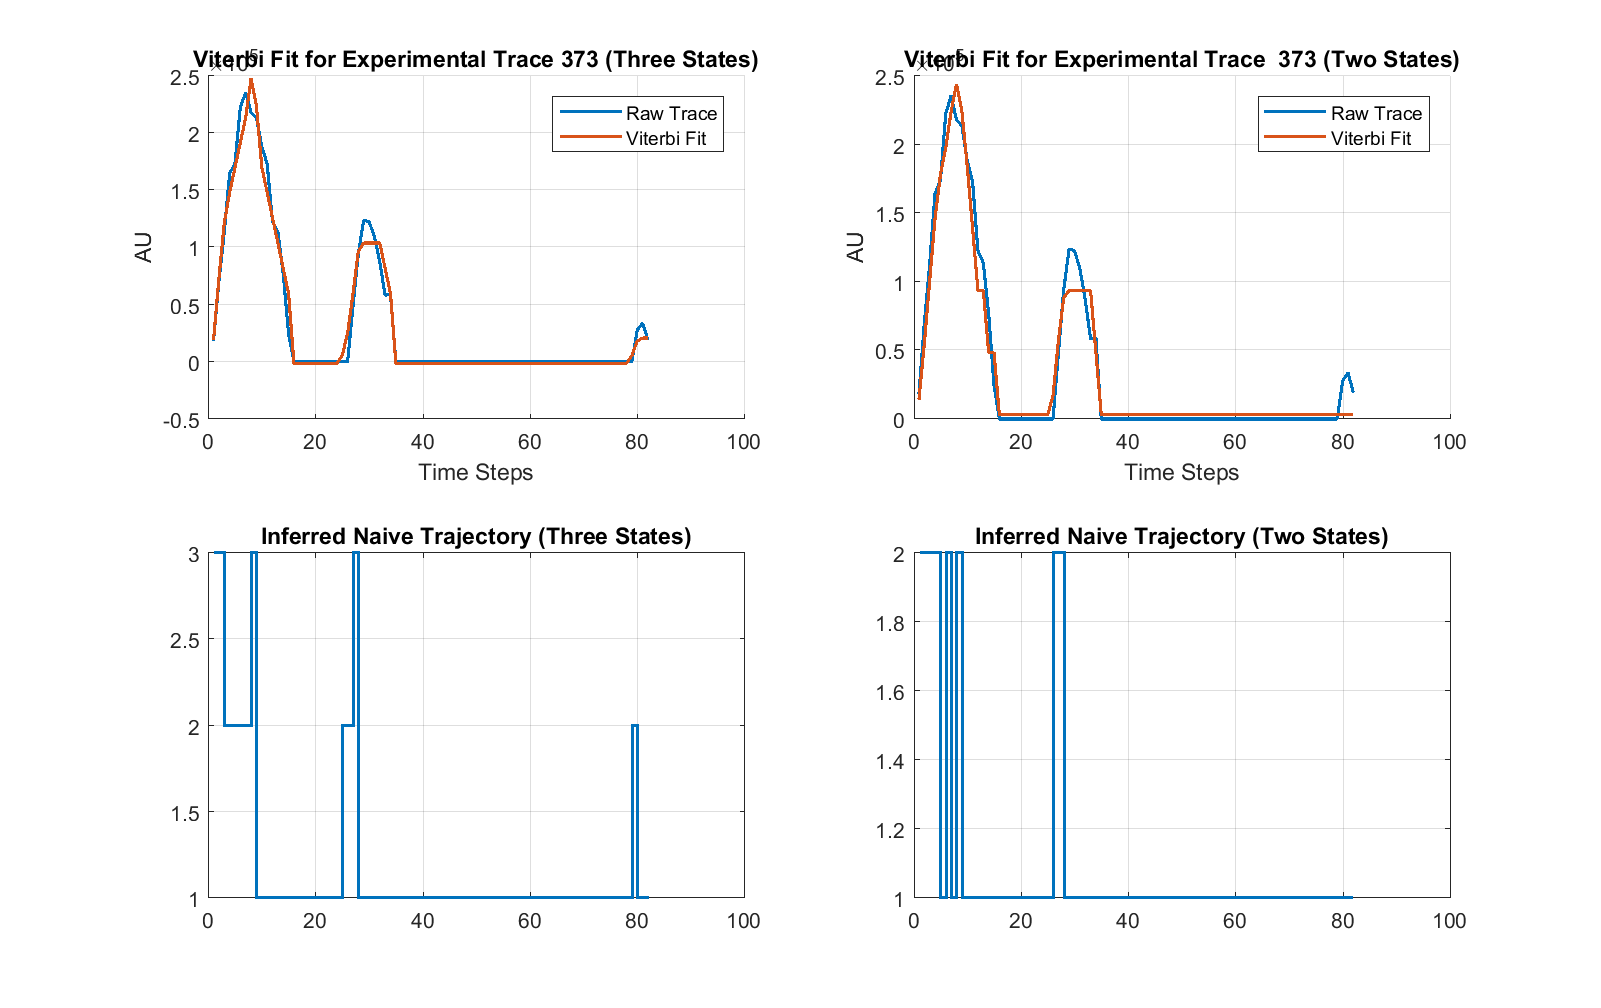 Viterbi Fit for Experimental Trace 373 (Three States)
×10^5
2.5
2
1.5
1
0.5
0
-0.5
AU
Raw Trace
Viterbi Fit
0 20 40 60 80 100
Time Steps
Viterbi Fit for Experimental Trace  373 (Two States)
×10^5
2.5
2
1.5
1
0.5
0
AU
Raw Trace
Viterbi Fit
0 20 40 60 80 100
Time Steps
Inferred Naive Trajectory (Three States)
3
2.5
2
1.5
1
0 20 40 60 80 100
Inferred Naive Trajectory (Two States)
2
1.8
1.6
1.4
1.2
1
0 20 40 60 80 100